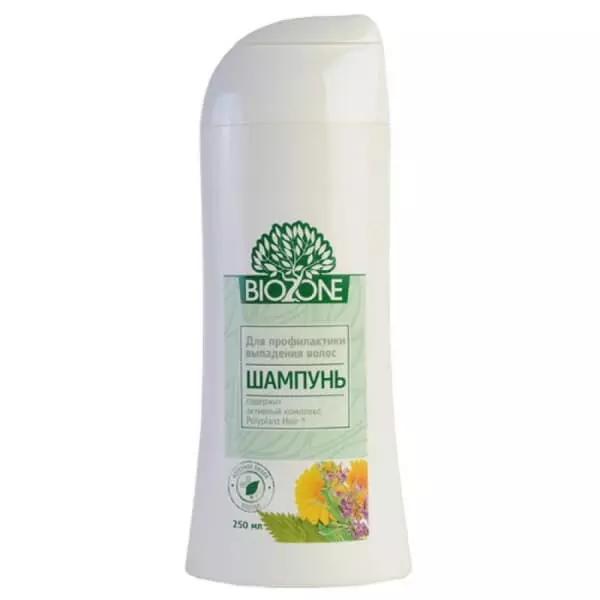 BIOZONE
Для профилактики
выпадения волос
ШАМПУНЬ
содержит
активный комплекс
Polyplant Hair ®
250 мл